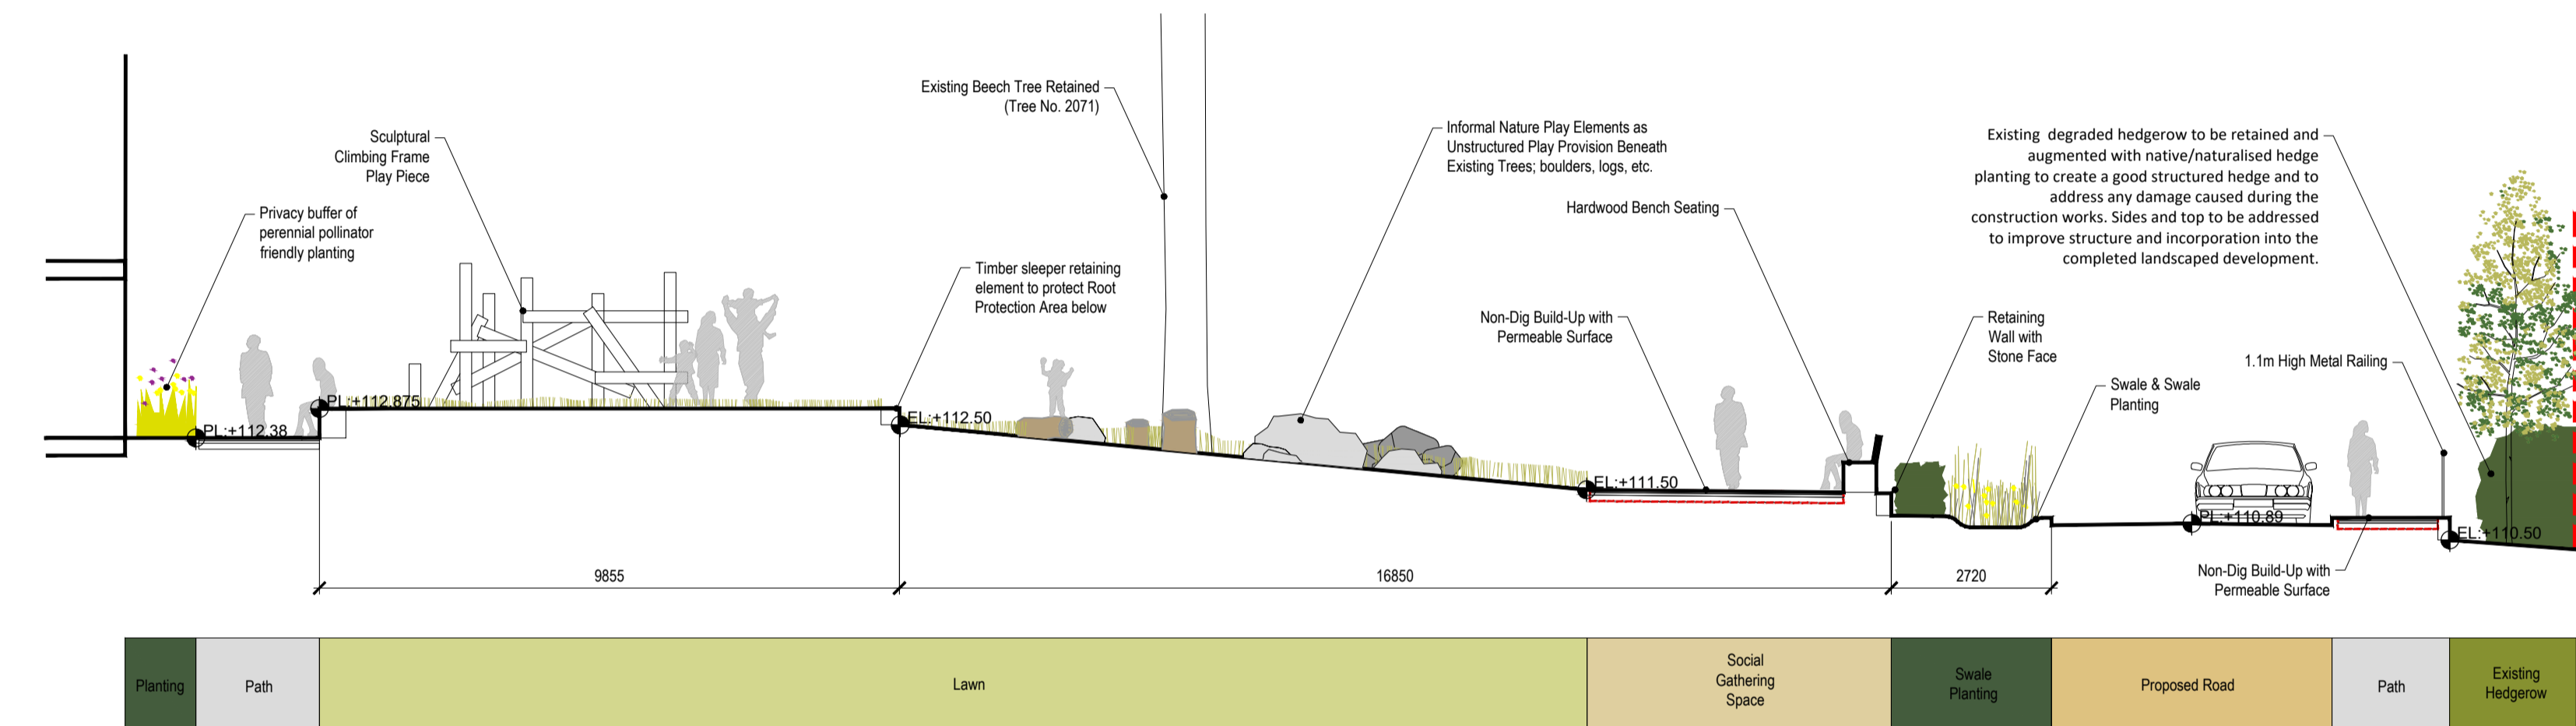 Existing Beech Tree Retained
(Tree No. 2071)
Sculptural
Climbing Frame
Play Piece
Informal Nature Play Elements as
Unstructured Play Provision Beneath
Existing Trees; boulders, logs, etc.
Existing degraded hedgerow to be retained and
augmented with native/naturalised hedge
planting to create a good structured hedge and to
address any damage caused during the
construction works. Sides and top to be addressed
to improve structure and incorporation into the
completed landscaped development.
Privacy buffer of
perennial pollinator
friendly planting
Hardwood Bench Seating
Timber sleeper retaining
element to protect Root
Protection Area below
Non-Dig Build-Up with
Permeable Surface
Retaining
Wall with
Stone Face
1.1m High Metal Railing
Swale & Swale
Planting
PL:+112.875
PL:+112.38
EL:+112.50
EL:+111.50
PL:+110.89
EL:+110.50
Non-Dig Build-Up with
Permeable Surface
9855
16850
2720
Planting
Path
Lawn
Social
Gathering
Space
Swale
Planting
Proposed Road
Path
Existing
Hedgerow